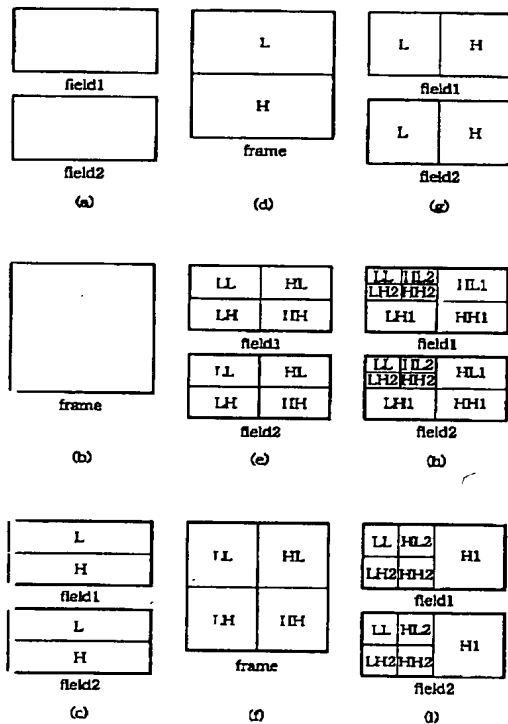 field1
field2
(a)
L
H
frame
(d)
L H
field1
L H
field2
(g)
frame
(b)
LL HL
LH HH
field1
LL HL
LH HH
field2
(e)
LL HL2 HL1
LH2 HH2
LH1 HH1
field1
LL HL2 HL1
LH2 HH2
LH1 HH1
field2
(h)
L
H
field1
L
H
field2
(c)
LL HL
LH HH
frame
(f)
LL HL2 H1
LH2 HH2
field1
LL HL2 H1
LH2 HH2
field2
(i)